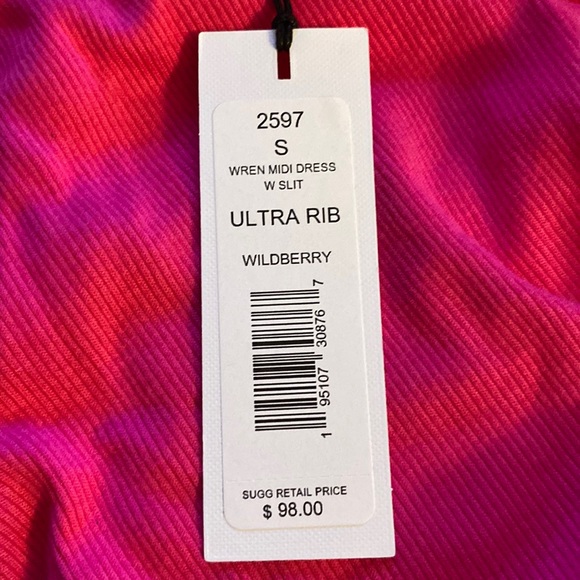 2597
S
WREN MIDI DRESS
W SLIT
ULTRA RIB
WILDBERRY
1 95107 30876 7
SUGG RETAIL PRICE
$ 98.00